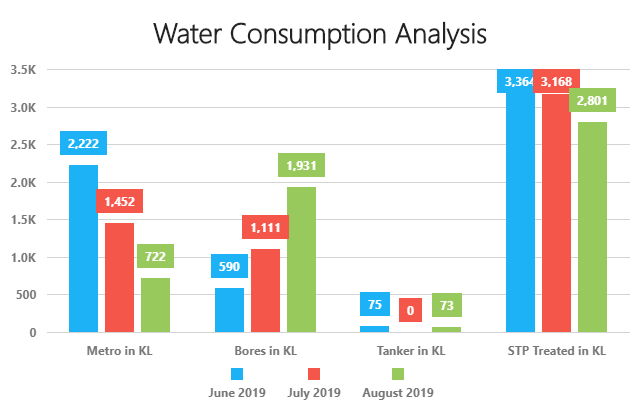 Water Consumption Analysis
3.5K
3.0K
2.5K
2.0K
1.5K
1.0K
500
0
2,222
1,452
722
590
1,111
1,931
75
0
73
3,364
3,168
2,801
Metro in KL
Bores in KL
Tanker in KL
STP Treated in KL
June 2019
July 2019
August 2019